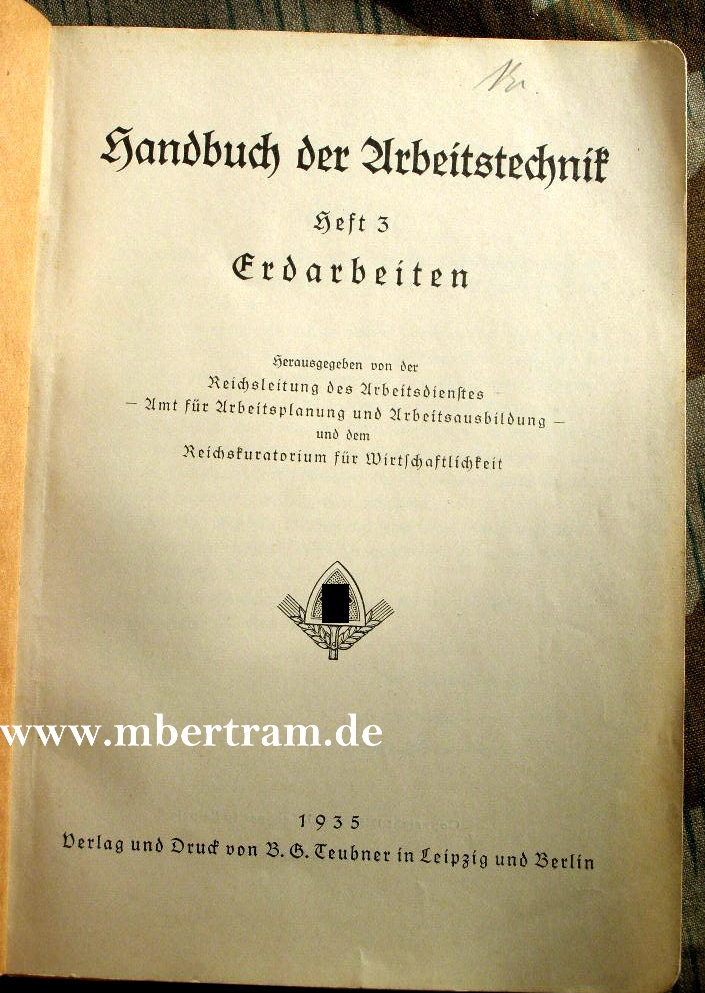 Handbuch der Arbeitstechnik
Heft 3
Erdarbeiten
Herausgegeben von der
Reichsleitung des Arbeitsdienstes
– Amt für Arbeitsplanung und Arbeitsausbildung –
und dem
Reichskuratorium für Wirtschaftlichkeit
www.mbertram.de
1935
Verlag und Druck von B. G. Teubner in Leipzig und Berlin